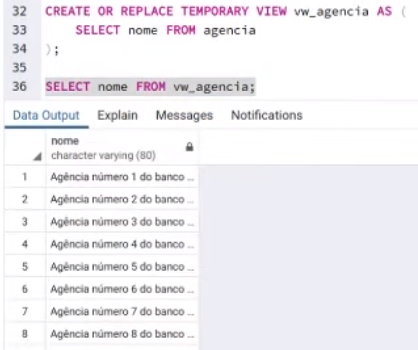 32 CREATE OR REPLACE TEMPORARY VIEW vw_agencia AS (
33 SELECT nome FROM agencia
34 );
35
36 SELECT nome FROM vw_agencia;
Data Output Explain Messages Notifications
nome
character varying (80)
1 Agência número 1 do banco ...
2 Agência número 2 do banco ...
3 Agência número 3 do banco ...
4 Agência número 4 do banco ...
5 Agência número 5 do banco ...
6 Agência número 6 do banco ...
7 Agência número 7 do banco ...
8 Agência número 8 do banco ...